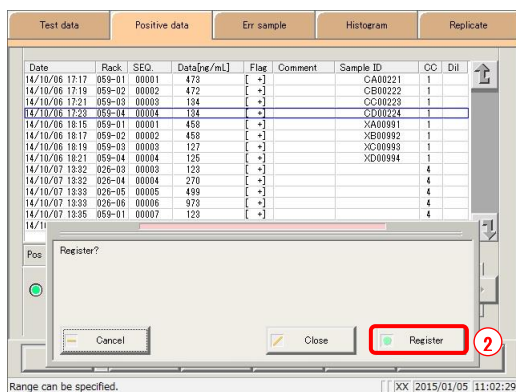 Test data Positive data Err sample Histogram Replicate
Date Rack SEQ. Data[ng/mL] Flag Comment Sample ID CC Dil
14/10/06 17:17 059-01 00001 473 [ +] CA00221 1
14/10/06 17:19 059-02 00002 472 [ +] CB00222 1
14/10/06 17:21 059-03 00003 134 [ +] CC00223 1
14/10/06 17:23 059-04 00004 134 [ +] CD00224 1
14/10/06 18:15 059-01 00001 458 [ +] XA00991 1
14/10/06 18:17 059-02 00002 458 [ +] XB00992 1
14/10/06 18:19 059-03 00003 127 [ +] XC00993 1
14/10/06 18:21 059-04 00004 125 [ +] XD00994 1
14/10/07 13:32 026-03 00003 123 [ +] 4
14/10/07 13:32 026-04 00004 270 [ +] 4
14/10/07 13:33 026-05 00005 499 [ +] 4
14/10/07 13:33 026-06 00006 973 [ +] 4
14/10/07 13:35 059-01 00007 123 [ +] 4
14/1
Pos
Register?
Cancel Close Register 2
Range can be specified. XX 2015/01/05 11:02:29